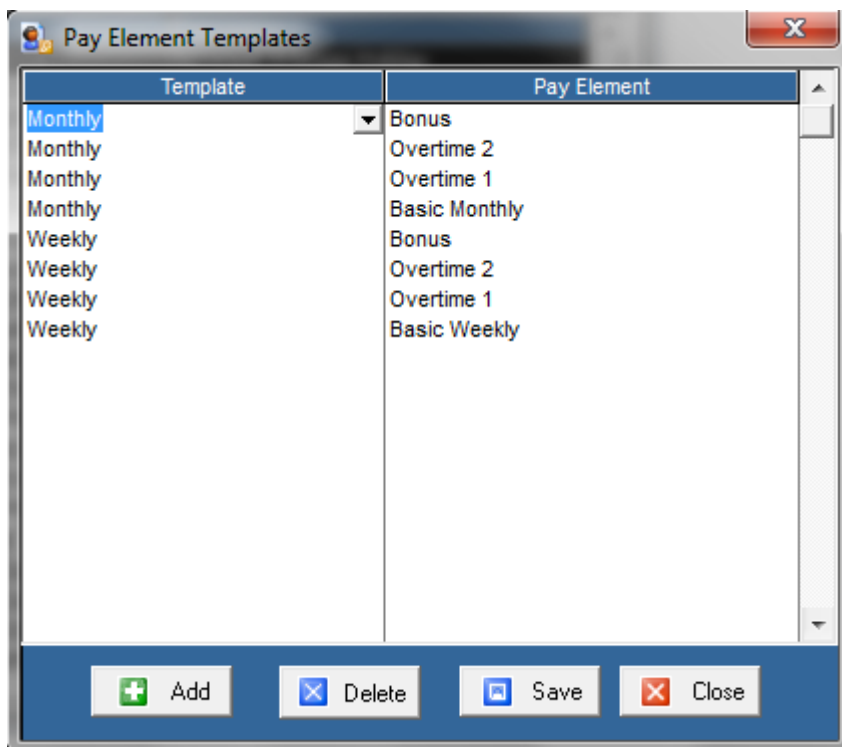 Pay Element Templates
Template Pay Element
Monthly Bonus
Monthly Overtime 2
Monthly Overtime 1
Monthly Basic Monthly
Weekly Bonus
Weekly Overtime 2
Weekly Overtime 1
Weekly Basic Weekly
Add Delete Save Close